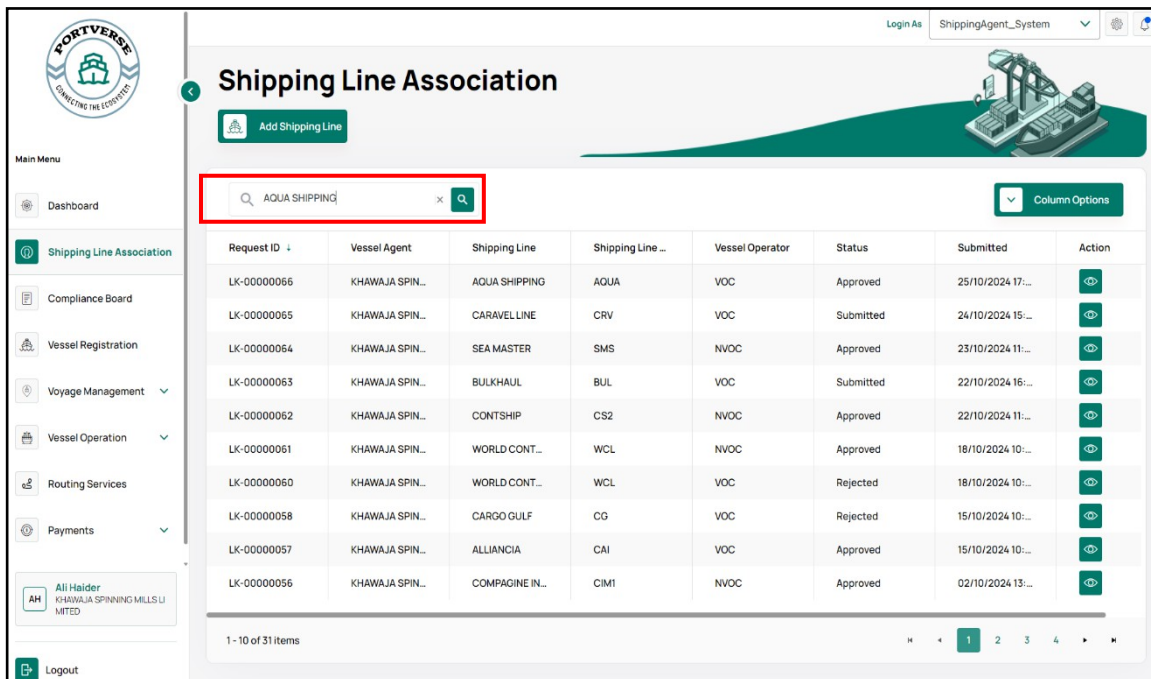 PORTVERSE
CONNECTING THE ECOSYSTEM
Login As
ShippingAgent_System
Shipping Line Association
Add Shipping Line
Main Menu
Dashboard
Shipping Line Association
Compliance Board
Vessel Registration
Voyage Management
Vessel Operation
Routing Services
Payments
AH
Ali Haider
KHAWAJA SPINNING MILLS LI
MITED
Logout
AQUA SHIPPING
Column Options
Request ID Vessel Agent Shipping Line Shipping Line ... Vessel Operator Status Submitted Action
LK-00000066 KHAWAJA SPIN... AQUA SHIPPING AQUA VOC Approved 25/10/2024 17:...
LK-00000065 KHAWAJA SPIN... CARAVEL LINE CRV VOC Submitted 24/10/2024 15:...
LK-00000064 KHAWAJA SPIN... SEA MASTER SMS NVOC Approved 23/10/2024 11:...
LK-00000063 KHAWAJA SPIN... BULKHAUL BUL VOC Submitted 22/10/2024 16:...
LK-00000062 KHAWAJA SPIN... CONTSHIP CS2 NVOC Approved 22/10/2024 11:...
LK-00000061 KHAWAJA SPIN... WORLD CONT... WCL NVOC Approved 18/10/2024 10:...
LK-00000060 KHAWAJA SPIN... WORLD CONT... WCL VOC Rejected 18/10/2024 10:...
LK-00000058 KHAWAJA SPIN... CARGO GULF CG VOC Rejected 15/10/2024 10:...
LK-00000057 KHAWAJA SPIN... ALLIANCIA CAI VOC Approved 15/10/2024 10:...
LK-00000056 KHAWAJA SPIN... COMPAGINE IN... CIM1 NVOC Approved 02/10/2024 13:...
1 - 10 of 31 items
1 2 3 4